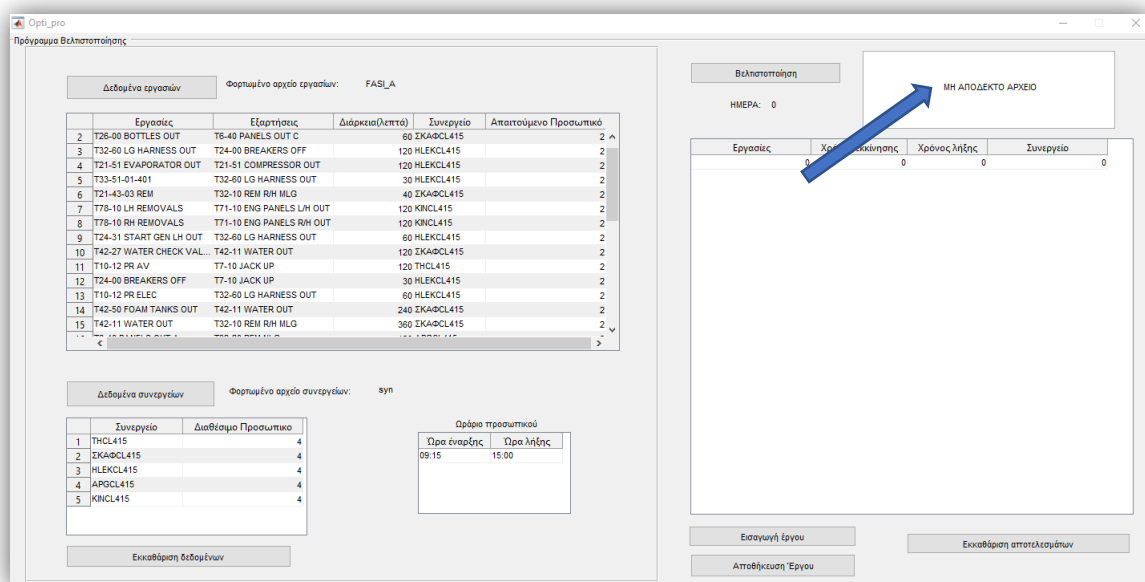 Opti_pro
Πρόγραμμα Βελτιστοποίησης
Δεδομένα εργασιών
Φορτωμένο αρχείο εργασίων: FASI_A
Εργασίες Εξαρτήσεις Διάρκεια(λεπτά) Συνεργείο Απαιτούμενο Προσωπικό
2 T26-00 BOTTLES OUT T6-40 PANELS OUT C 60 ΣΚΑΦCL415 2
3 T32-60 LG HARNESS OUT T24-00 BREAKERS OFF 120 HLEKCL415 2
4 T21-51 EVAPORATOR OUT T21-51 COMPRESSOR OUT 120 HLEKCL415 2
5 T33-51-01-401 T32-60 LG HARNESS OUT 30 HLEKCL415 2
6 T21-43-03 REM T32-10 REM R/H MLG 40 ΣΚΑΦCL415 2
7 T78-10 LH REMOVALS T71-10 ENG PANELS L/H OUT 120 KINCL415 2
8 T78-10 RH REMOVALS T71-10 ENG PANELS R/H OUT 120 KINCL415 2
9 T24-31 START GEN LH OUT T32-60 LG HARNESS OUT 60 HLEKCL415 2
10 T42-27 WATER CHECK VAL... T42-11 WATER OUT 120 ΣΚΑΦCL415 2
11 T10-12 PR AV T7-10 JACK UP 120 THCL415 2
12 T24-00 BREAKERS OFF T7-10 JACK UP 30 HLEKCL415 2
13 T10-12 PR ELEC T32-60 LG HARNESS OUT 60 HLEKCL415 2
14 T42-50 FOAM TANKS OUT T42-11 WATER OUT 240 ΣΚΑΦCL415 2
15 T42-11 WATER OUT T32-10 REM R/H MLG 360 ΣΚΑΦCL415 2
Δεδομένα συνεργείων
Φορτωμένο αρχείο συνεργείων: syn
Συνεργείο Διαθέσιμο Προσωπικο
1 THCL415 4
2 ΣΚΑΦCL415 4
3 HLEKCL415 4
4 APGCL415 4
5 KINCL415 4
Ωράριο προσωπικού
Ώρα έναρξης Ώρα λήξης
09:15 15:00
Εκκαθάριση δεδομένων
Βελτιστοποίηση
ΗΜΕΡΑ: 0
ΜΗ ΑΠΟΔΕΚΤΟ ΑΡΧΕΙΟ
Εργασίες Χρόνος εκκίνησης Χρόνος λήξης Συνεργείο
0 0 0 0
Εισαγωγή έργου
Αποθήκευση Έργου
Εκκαθάριση αποτελεσμάτων